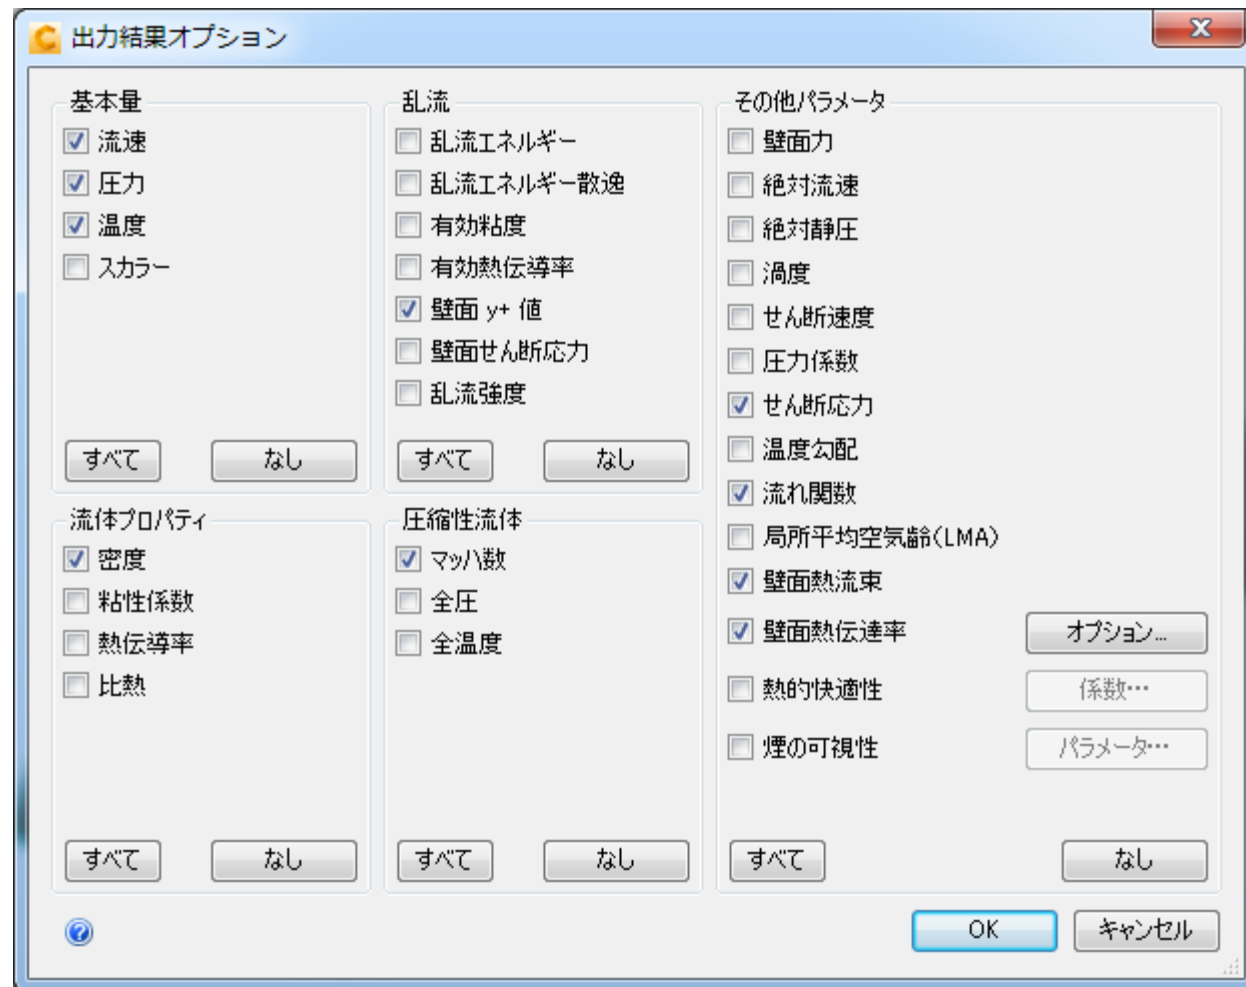 出力結果オプション
基本量
流速
圧力
温度
スカラー
すべて
なし
乱流
乱流エネルギー
乱流エネルギー散逸
有効粘度
有効熱伝導率
壁面 y+ 値
壁面せん断応力
乱流強度
すべて
なし
その他パラメータ
壁面力
絶対流速
絶対静圧
渦度
せん断速度
圧力係数
せん断応力
温度勾配
流れ関数
局所平均空気齢(LMA)
壁面熱流束
壁面熱伝達率
オプション...
熱的快適性
係数…
煙の可視性
パラメータ…
すべて
なし
流体プロパティ
密度
粘性係数
熱伝導率
比熱
すべて
なし
圧縮性流体
マッハ数
全圧
全温度
すべて
なし
OK
キャンセル